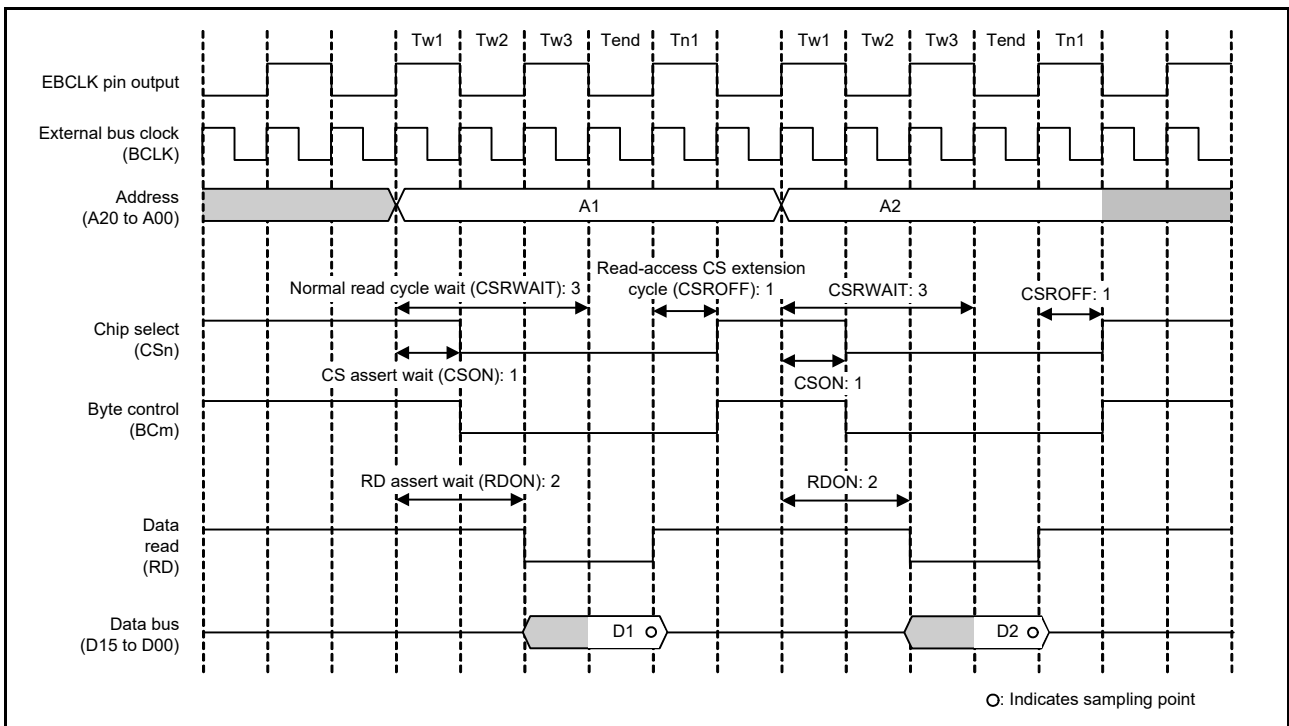 Tw1 Tw2 Tw3 Tend Tn1 Tw1 Tw2 Tw3 Tend Tn1
EBCLK pin output
External bus clock
(BCLK)
Address
(A20 to A00)
A1 A2
Read-access CS extension
cycle (CSROFF): 1
Normal read cycle wait (CSRWAIT): 3
CSRWAIT: 3
CSROFF: 1
Chip select
(CSn)
CS assert wait (CSON): 1
CSON: 1
Byte control
(BCm)
RD assert wait (RDON): 2
RDON: 2
Data
read
(RD)
Data bus
(D15 to D00)
D1 D2
: Indicates sampling point